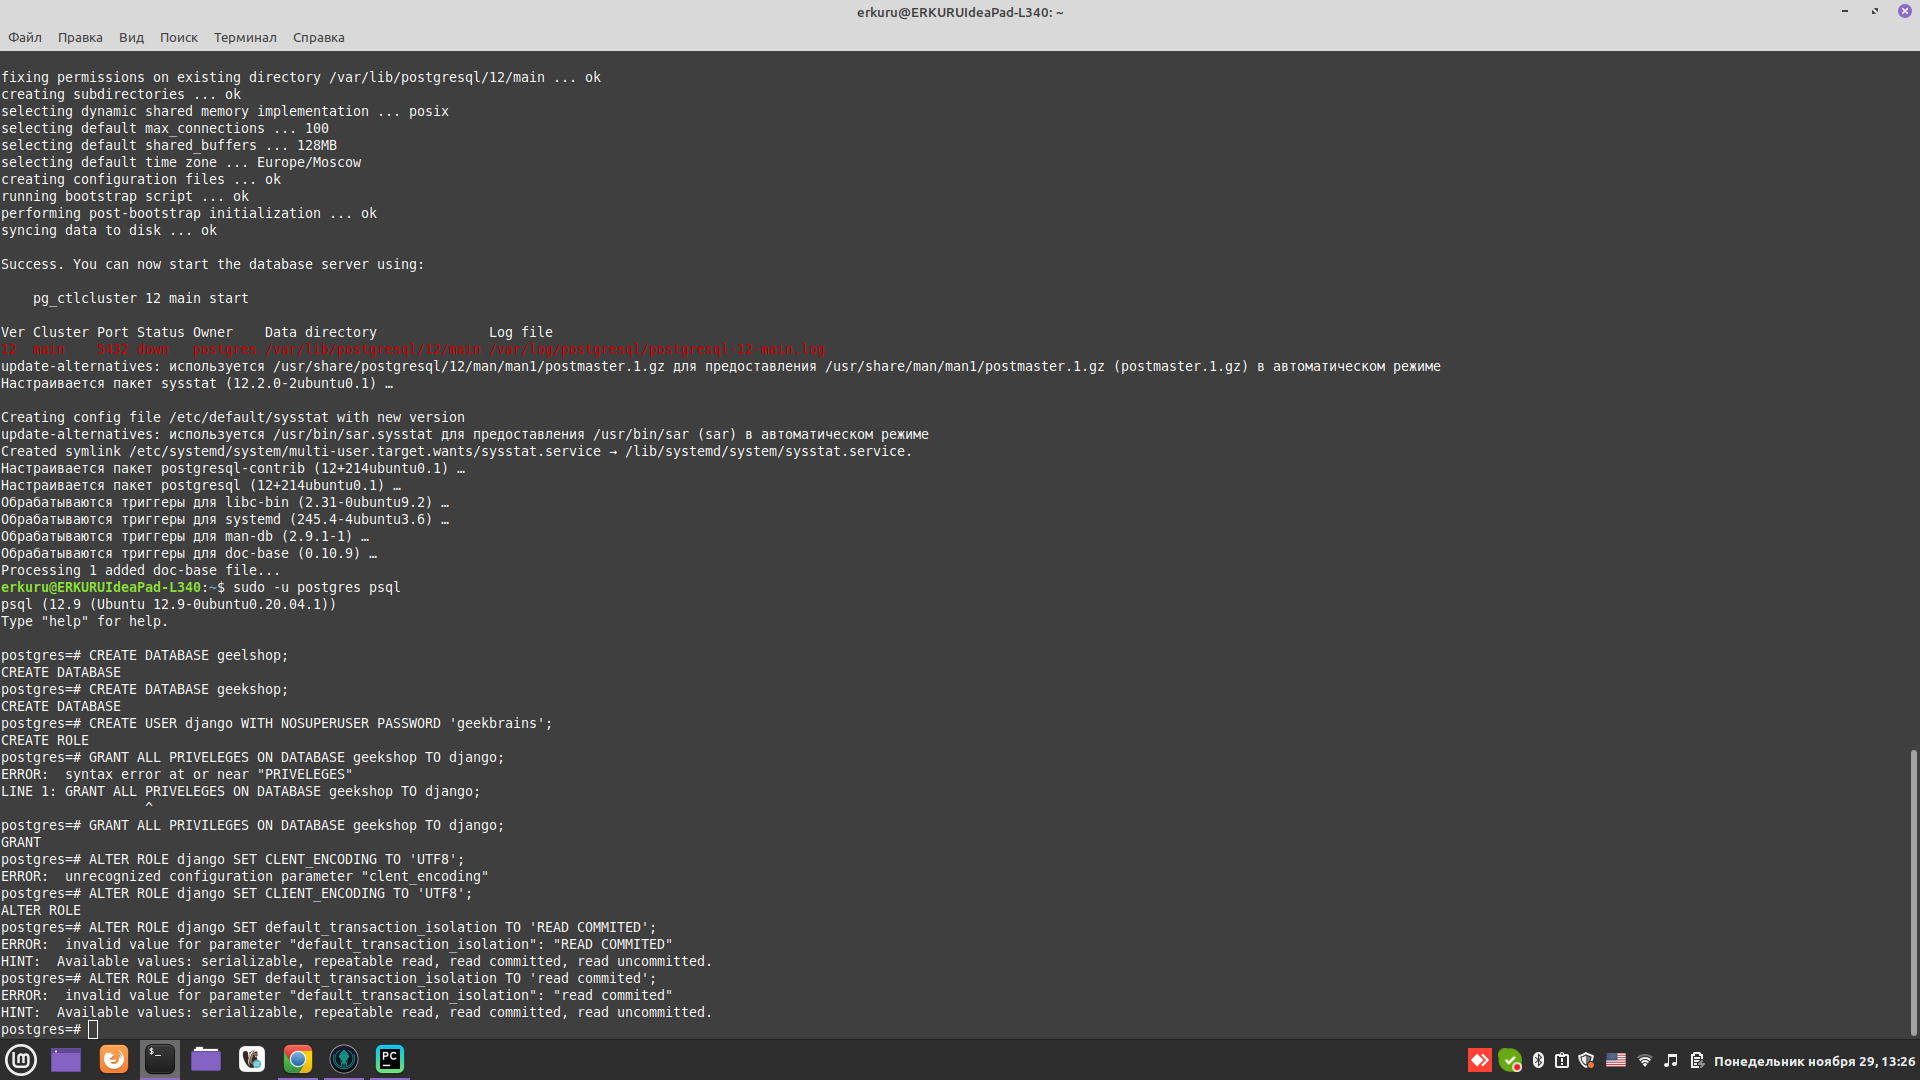 erkuru@ERKURUIdeaPad-L340: ~
Файл Правка Вид Поиск Терминал Справка
fixing permissions on existing directory /var/lib/postgresql/12/main ... ok
creating subdirectories ... ok
selecting dynamic shared memory implementation ... posix
selecting default max_connections ... 100
selecting default shared_buffers ... 128MB
selecting default time zone ... Europe/Moscow
creating configuration files ... ok
running bootstrap script ... ok
performing post-bootstrap initialization ... ok
syncing data to disk ... ok
Success. You can now start the database server using:
    pg_ctlcluster 12 main start
Ver Cluster Port Status Owner    Data directory              Log file
12  main    5432 down   postgres /var/lib/postgresql/12/main /var/log/postgresql/postgresql-12-main.log
update-alternatives: используется /usr/share/postgresql/12/man/man1/postmaster.1.gz для предоставления /usr/share/man/man1/postmaster.1.gz (postmaster.1.gz) в автоматическом режиме
Настраивается пакет sysstat (12.2.0-2ubuntu0.1) …
Creating config file /etc/default/sysstat with new version
update-alternatives: используется /usr/bin/sar.sysstat для предоставления /usr/bin/sar (sar) в автоматическом режиме
Created symlink /etc/systemd/system/multi-user.target.wants/sysstat.service → /lib/systemd/system/sysstat.service.
Настраивается пакет postgresql-contrib (12+214ubuntu0.1) …
Настраивается пакет postgresql (12+214ubuntu0.1) …
Обрабатываются триггеры для libc-bin (2.31-0ubuntu9.2) …
Обрабатываются триггеры для systemd (245.4-4ubuntu3.6) …
Обрабатываются триггеры для man-db (2.9.1-1) …
Обрабатываются триггеры для doc-base (0.10.9) …
Processing 1 added doc-base file...
erkuru@ERKURUIdeaPad-L340:~$ sudo -u postgres psql
psql (12.9 (Ubuntu 12.9-0ubuntu0.20.04.1))
Type "help" for help.
postgres=# CREATE DATABASE geelshop;
CREATE DATABASE
postgres=# CREATE DATABASE geekshop;
CREATE DATABASE
postgres=# CREATE USER django WITH NOSUPERUSER PASSWORD 'geekbrains';
CREATE ROLE
postgres=# GRANT ALL PRIVELEGES ON DATABASE geekshop TO django;
ERROR:  syntax error at or near "PRIVELEGES"
LINE 1: GRANT ALL PRIVELEGES ON DATABASE geekshop TO django;
                  ^
postgres=# GRANT ALL PRIVILEGES ON DATABASE geekshop TO django;
GRANT
postgres=# ALTER ROLE django SET CLENT_ENCODING TO 'UTF8';
ERROR:  unrecognized configuration parameter "clent_encoding"
postgres=# ALTER ROLE django SET CLIENT_ENCODING TO 'UTF8';
ALTER ROLE
postgres=# ALTER ROLE django SET default_transaction_isolation TO 'READ COMMITED';
ERROR:  invalid value for parameter "default_transaction_isolation": "READ COMMITED"
HINT:  Available values: serializable, repeatable read, read committed, read uncommitted.
postgres=# ALTER ROLE django SET default_transaction_isolation TO 'read commited';
ERROR:  invalid value for parameter "default_transaction_isolation": "read commited"
HINT:  Available values: serializable, repeatable read, read committed, read uncommitted.
postgres=#
Понедельник ноября 29, 13:26